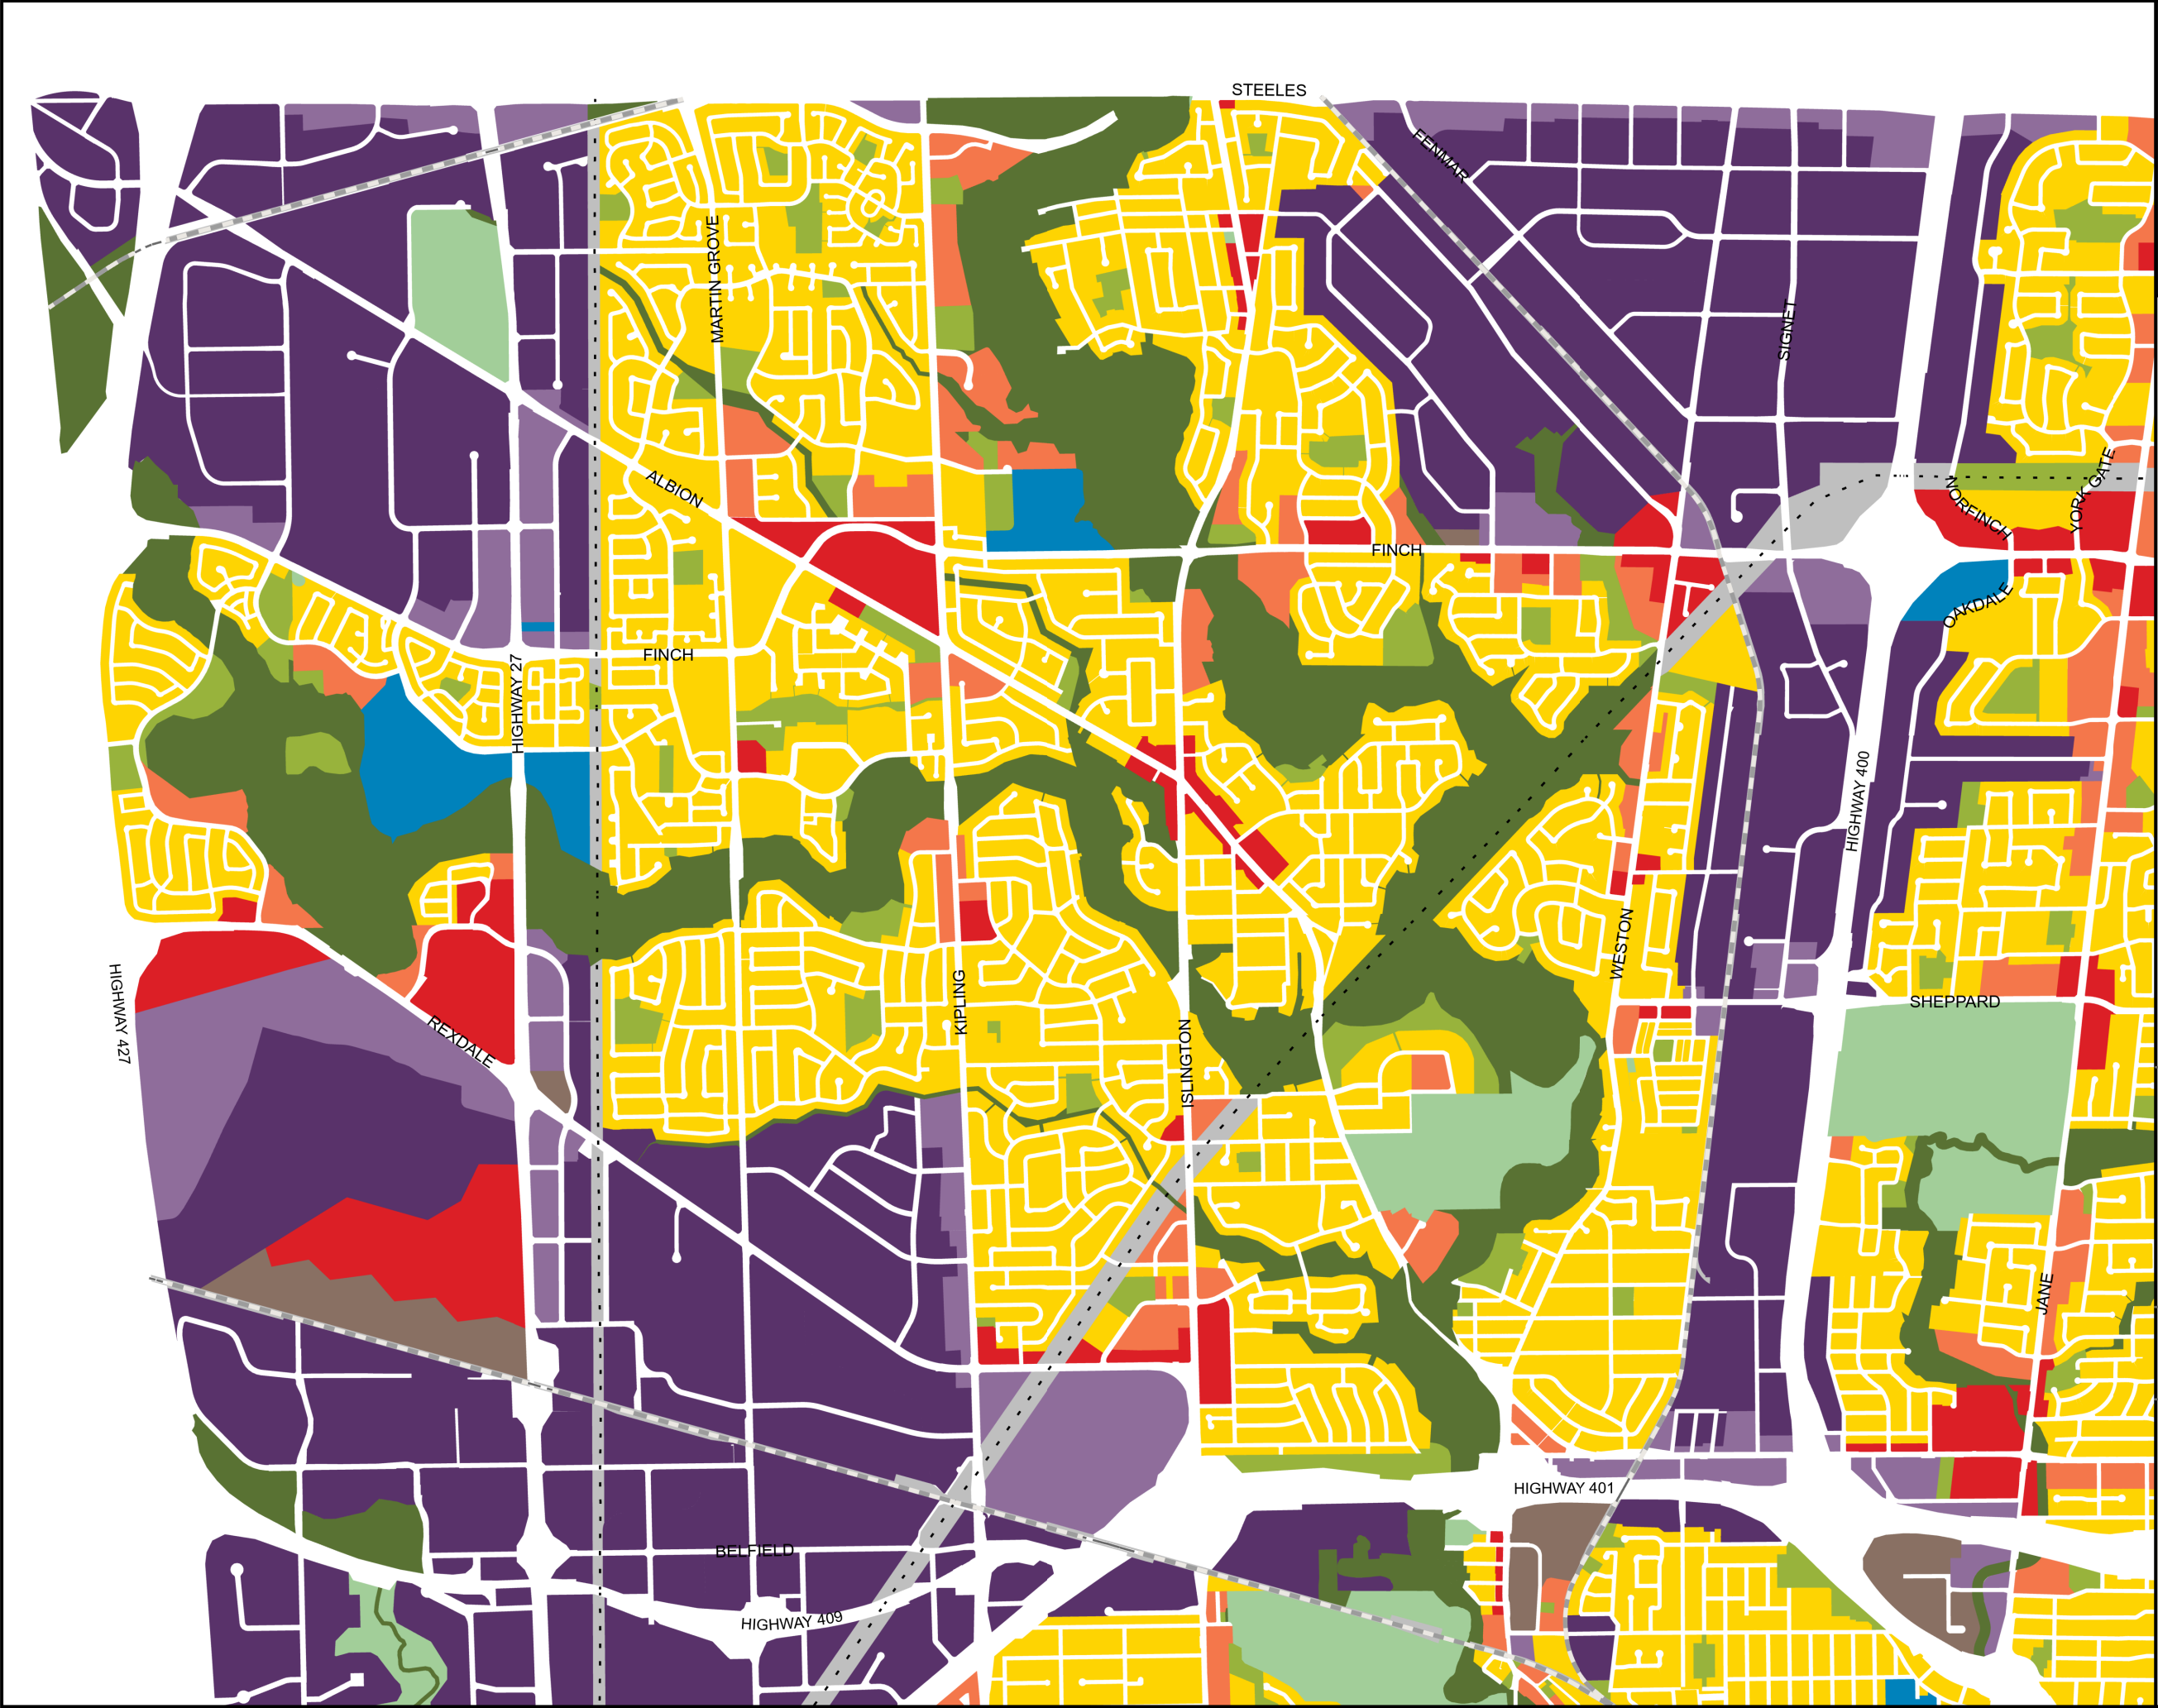 STEELES
FENMAR
MARTIN GROVE
SIGNET
ALBION
NORFINCH
YORK GATE
FINCH
OAKDALE
FINCH
HIGHWAY 27
HIGHWAY 400
WESTON
HIGHWAY 427
KIPLING
SHEPPARD
REXDALE
ISLINGTON
JANE
HIGHWAY 401
BELFIELD
HIGHWAY 409